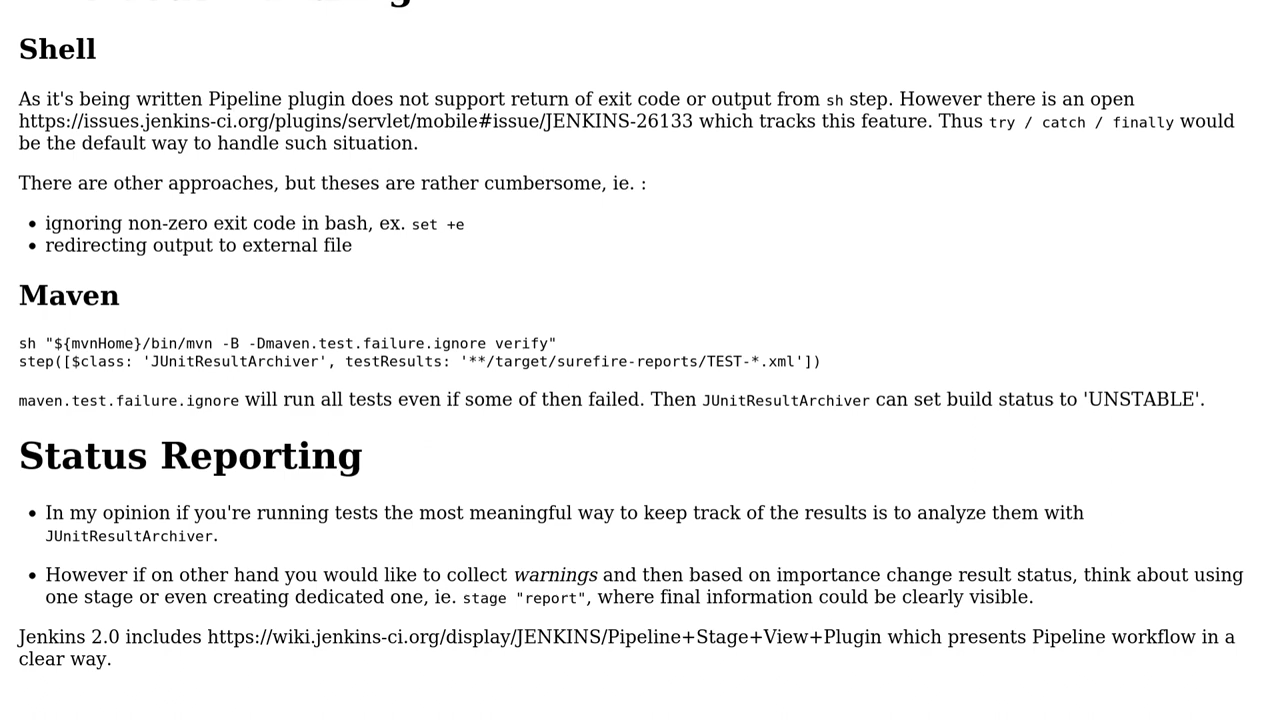 Shell
As it's being written Pipeline plugin does not support return of exit code or output from sh step. However there is an open
https://issues.jenkins-ci.org/plugins/servlet/mobile#issue/JENKINS-26133 which tracks this feature. Thus try / catch / finally would
be the default way to handle such situation.
There are other approaches, but theses are rather cumbersome, ie. :
• ignoring non-zero exit code in bash, ex. set +e
• redirecting output to external file
Maven
sh "${mvnHome}/bin/mvn -B -Dmaven.test.failure.ignore verify"
step([$class: 'JUnitResultArchiver', testResults: '**/target/surefire-reports/TEST-*.xml'])
maven.test.failure.ignore will run all tests even if some of then failed. Then JUnitResultArchiver can set build status to 'UNSTABLE'.
Status Reporting
• In my opinion if you're running tests the most meaningful way to keep track of the results is to analyze them with
JUnitResultArchiver.
• However if on other hand you would like to collect warnings and then based on importance change result status, think about using
one stage or even creating dedicated one, ie. stage "report", where final information could be clearly visible.
Jenkins 2.0 includes https://wiki.jenkins-ci.org/display/JENKINS/Pipeline+Stage+View+Plugin which presents Pipeline workflow in a
clear way.